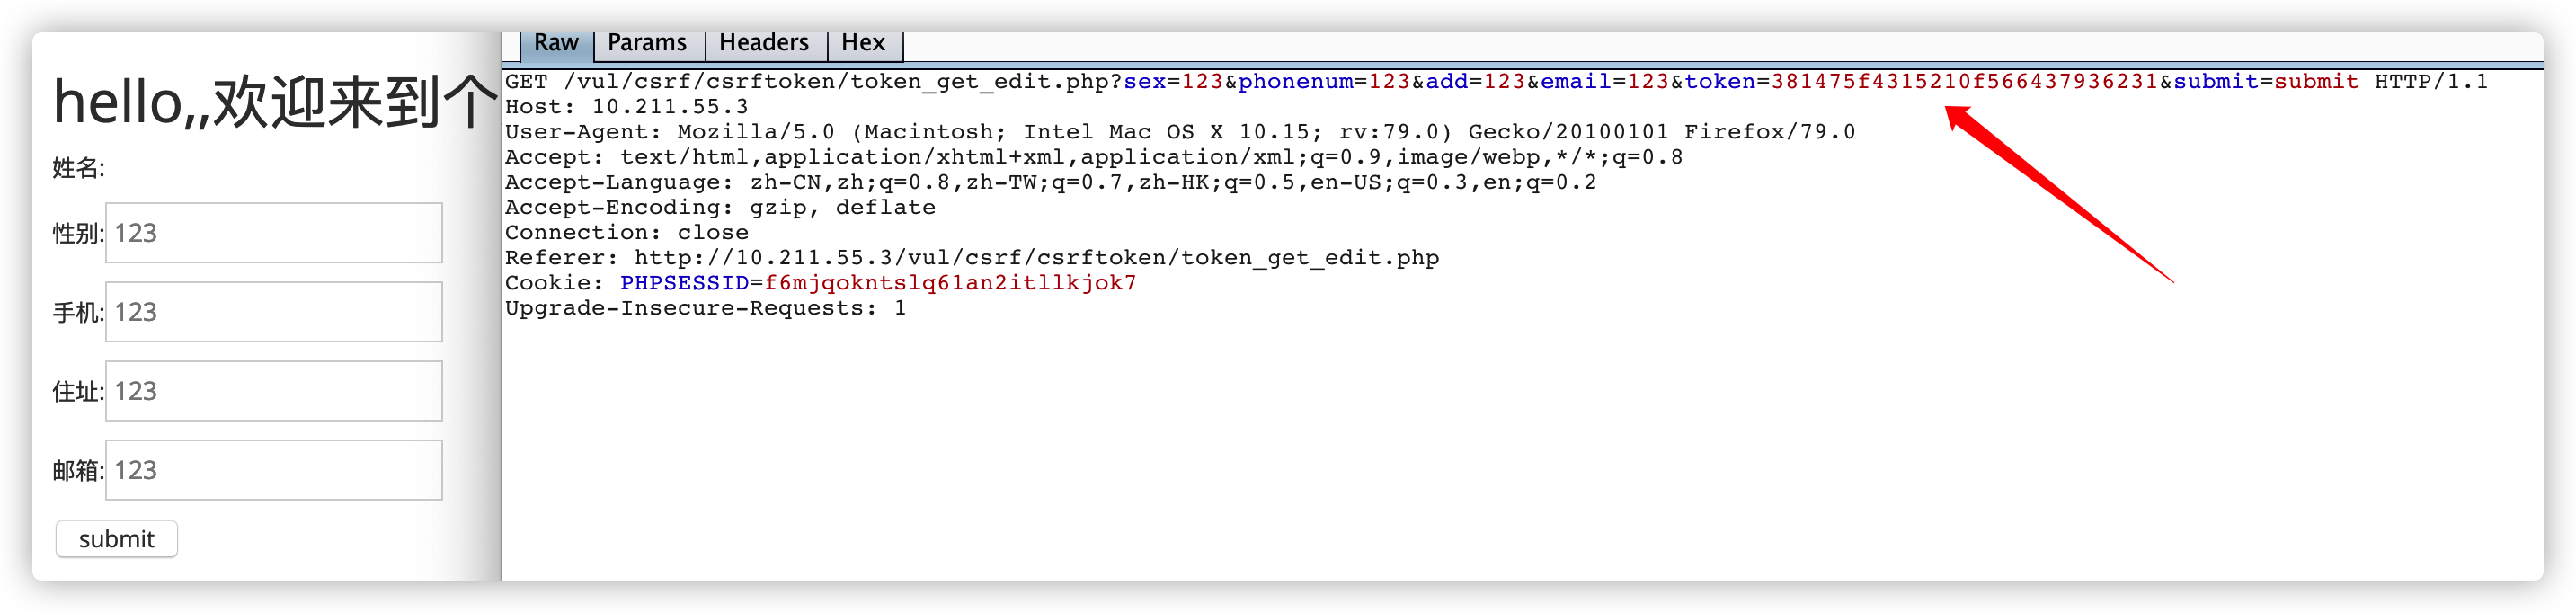 hello,,欢迎来到个
姓名:
性别: 123
手机: 123
住址: 123
邮箱: 123
submit
Raw Params Headers Hex
GET /vul/csrf/csrftoken/token_get_edit.php?sex=123&phonenum=123&add=123&email=123&token=381475f4315210f566437936231&submit=submit HTTP/1.1
Host: 10.211.55.3
User-Agent: Mozilla/5.0 (Macintosh; Intel Mac OS X 10.15; rv:79.0) Gecko/20100101 Firefox/79.0
Accept: text/html,application/xhtml+xml,application/xml;q=0.9,image/webp,*/*;q=0.8
Accept-Language: zh-CN,zh;q=0.8,zh-TW;q=0.7,zh-HK;q=0.5,en-US;q=0.3,en;q=0.2
Accept-Encoding: gzip, deflate
Connection: close
Referer: http://10.211.55.3/vul/csrf/csrftoken/token_get_edit.php
Cookie: PHPSESSID=f6mjqokntslq61an2itllkjok7
Upgrade-Insecure-Requests: 1